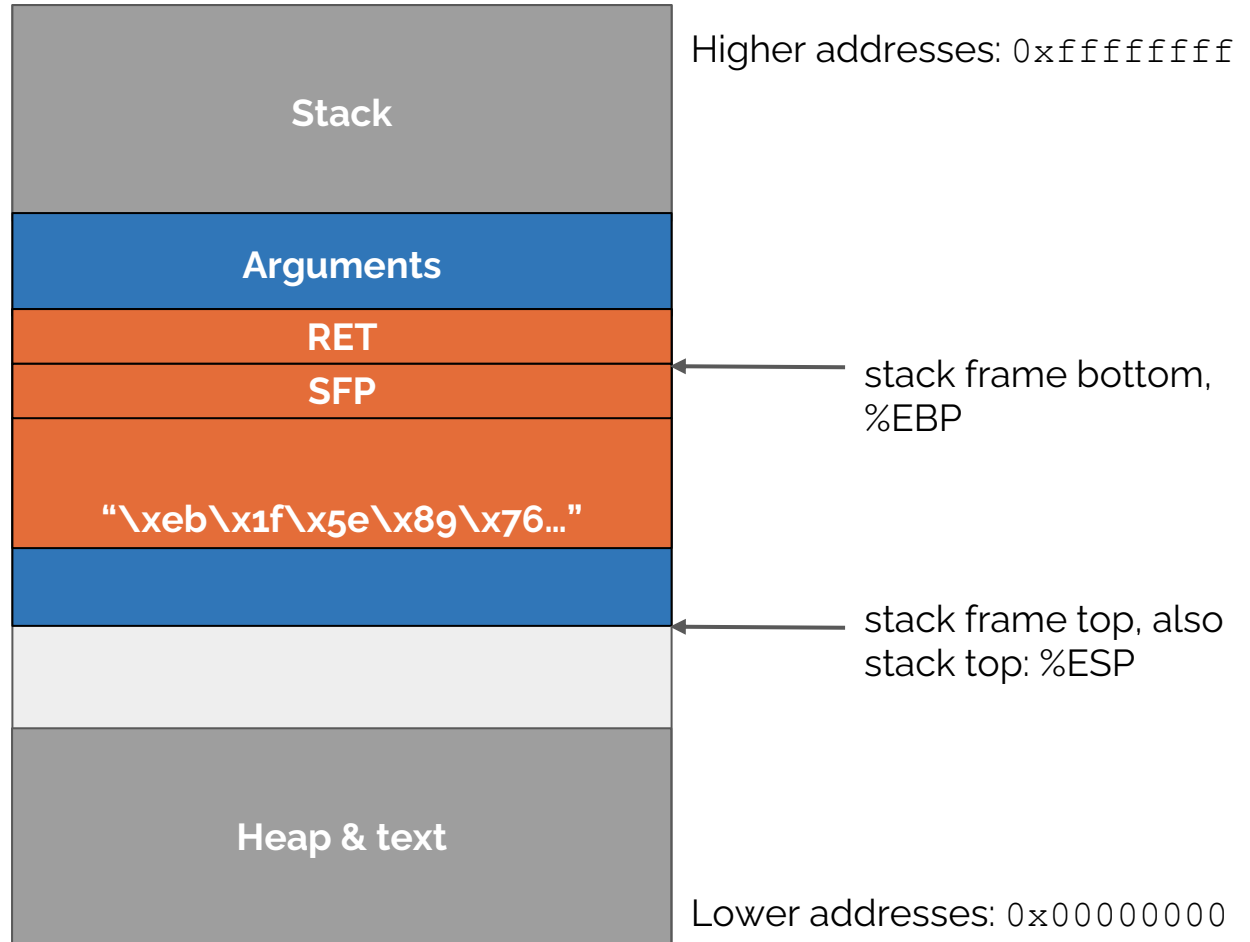 Higher addresses: 0xffffffff
Stack
Arguments
RET
SFP
stack frame bottom,
%EBP
“\xeb\x1f\x5e\x89\x76…”
stack frame top, also
stack top: %ESP
Heap & text
Lower addresses: 0x00000000